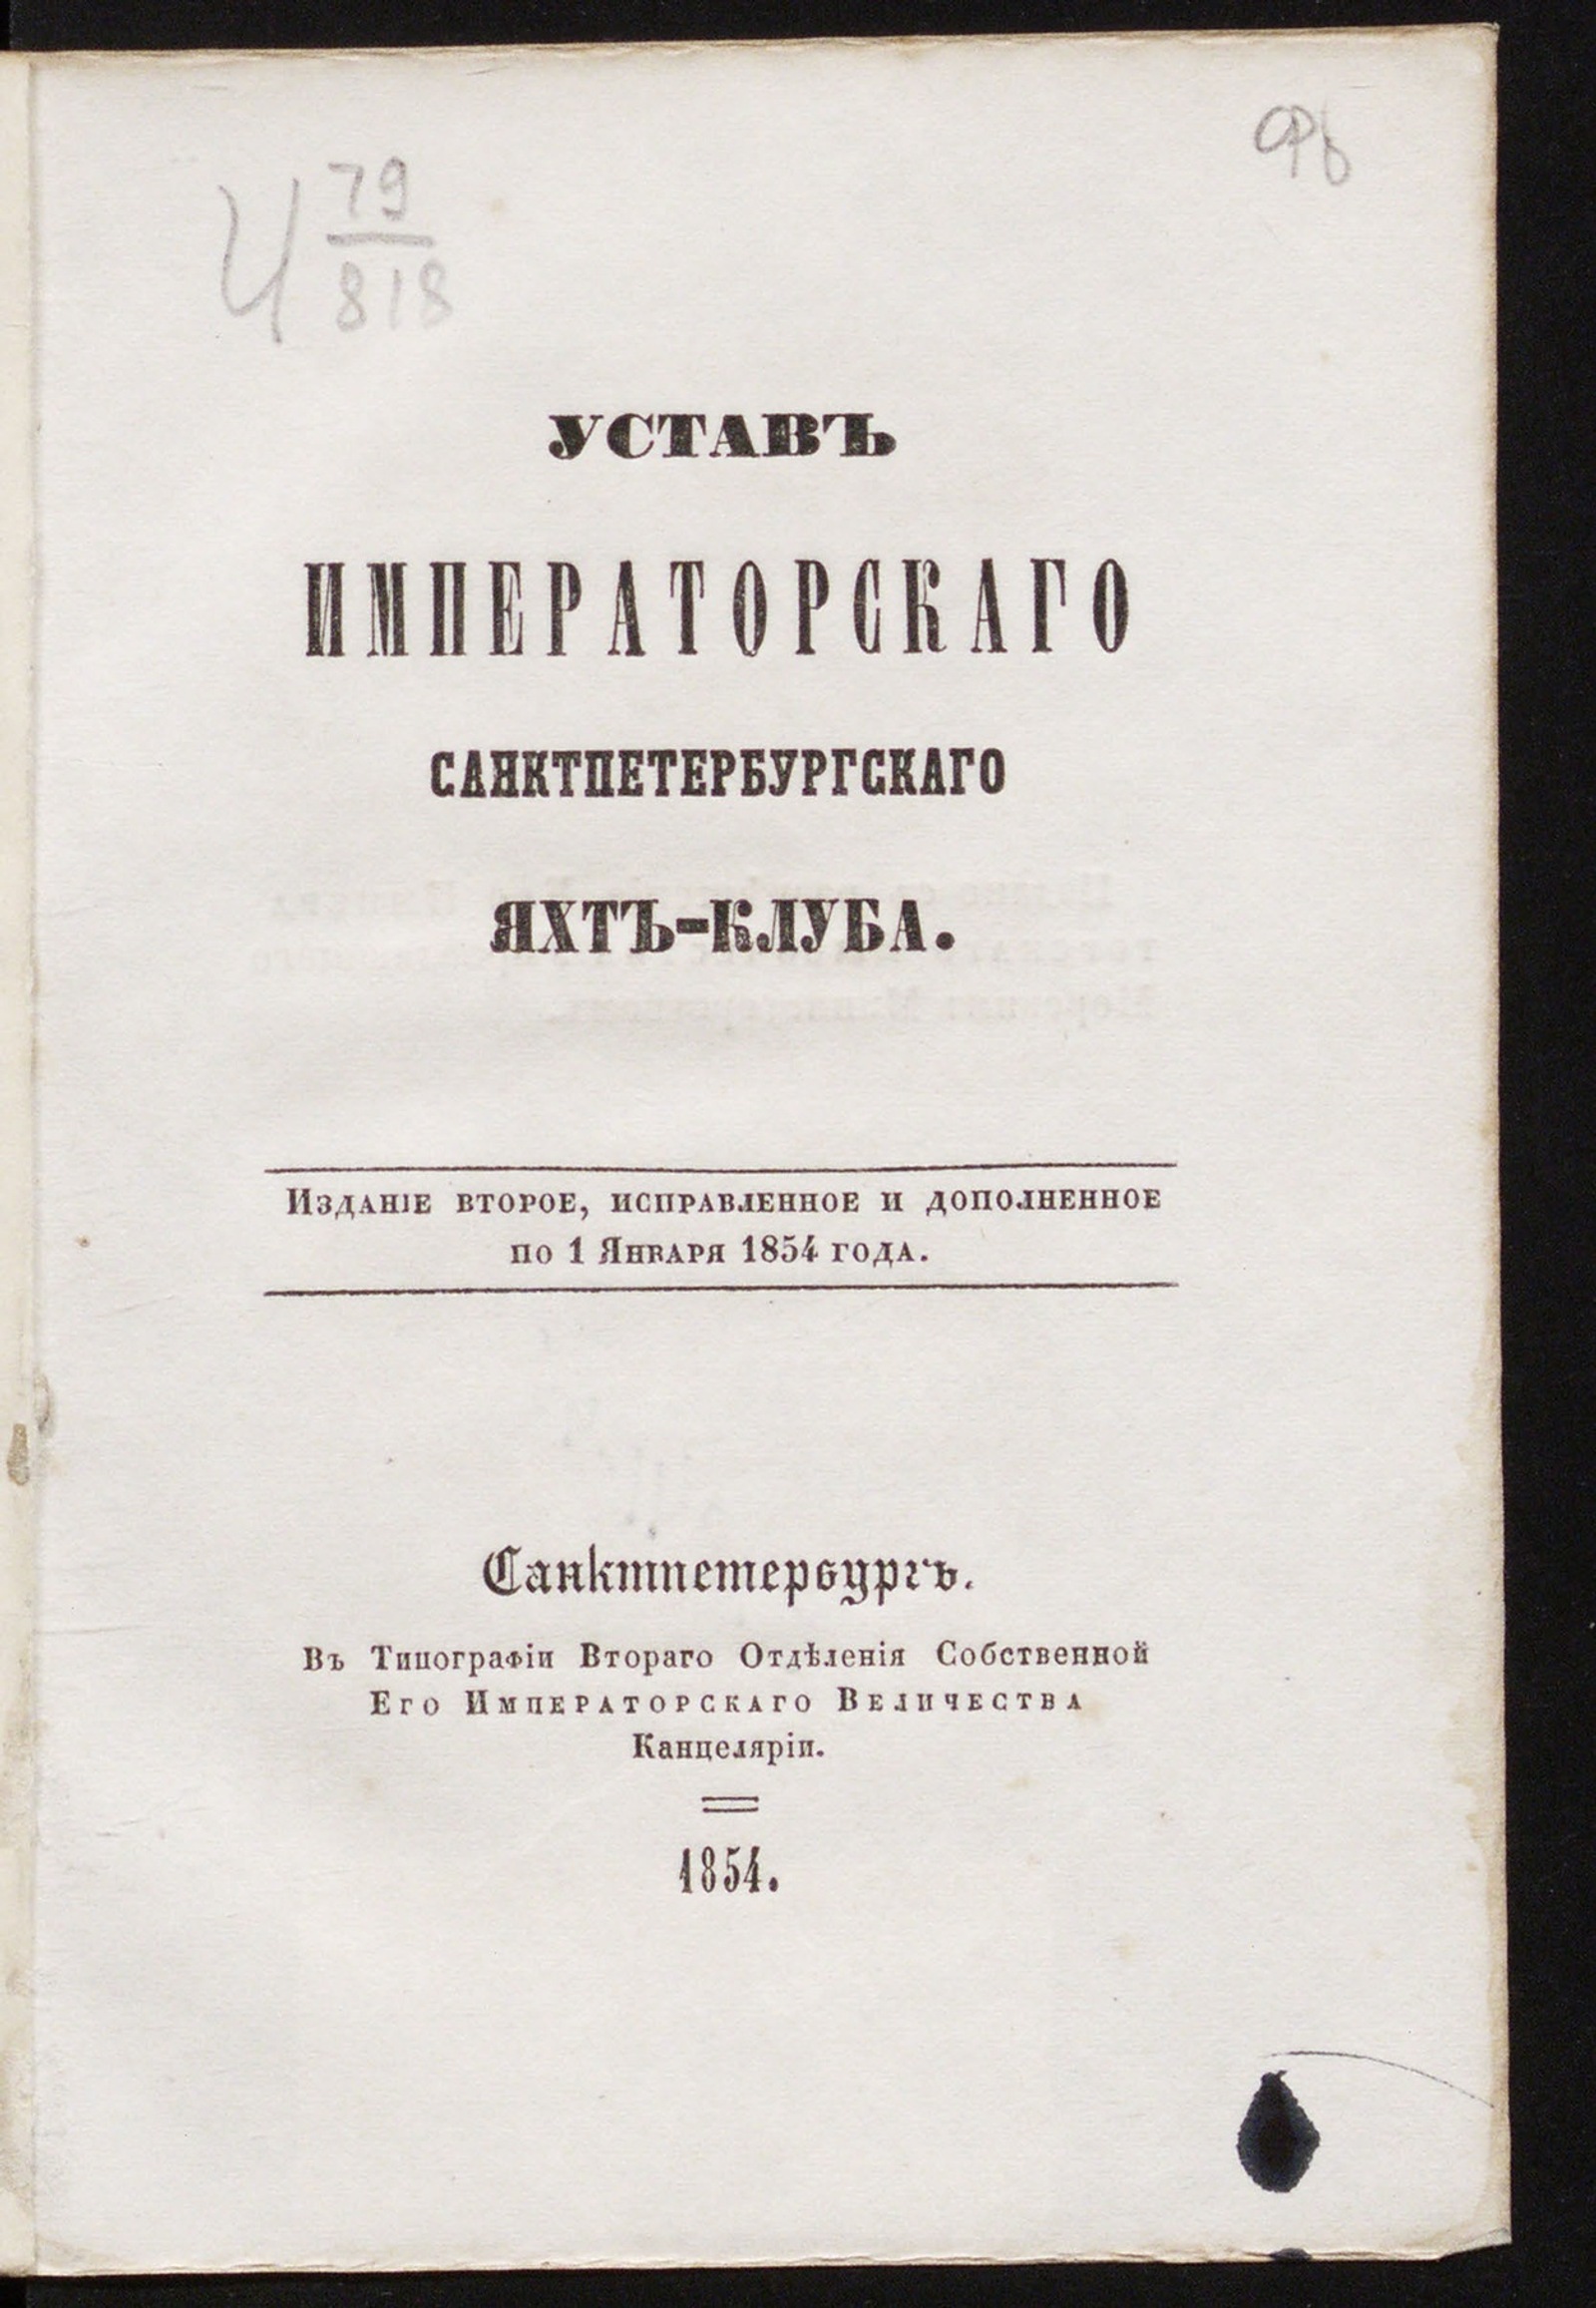 И 79
818
УСТАВЪ
ИМПЕРАТОРСКАГО
САНКТПЕТЕРБУРГСКАГО
ЯХТЪ-КЛУБА.
Изданіе второе, исправленное и дополненное
по 1 Января 1854 года.
Санктпетербургъ.
Въ Типографіи Втораго Отдѣленія Собственной
Его Императорскаго Величества
Канцеляріи.
1854.